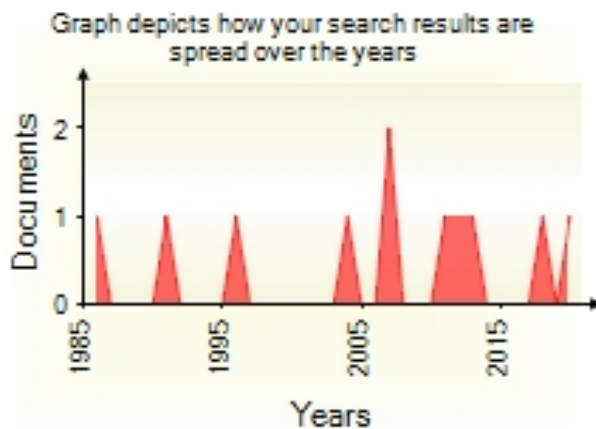 Graph depicts how your search results are
spread over the years
Documents
2
1
0
1985
1995
2005
2015
Years